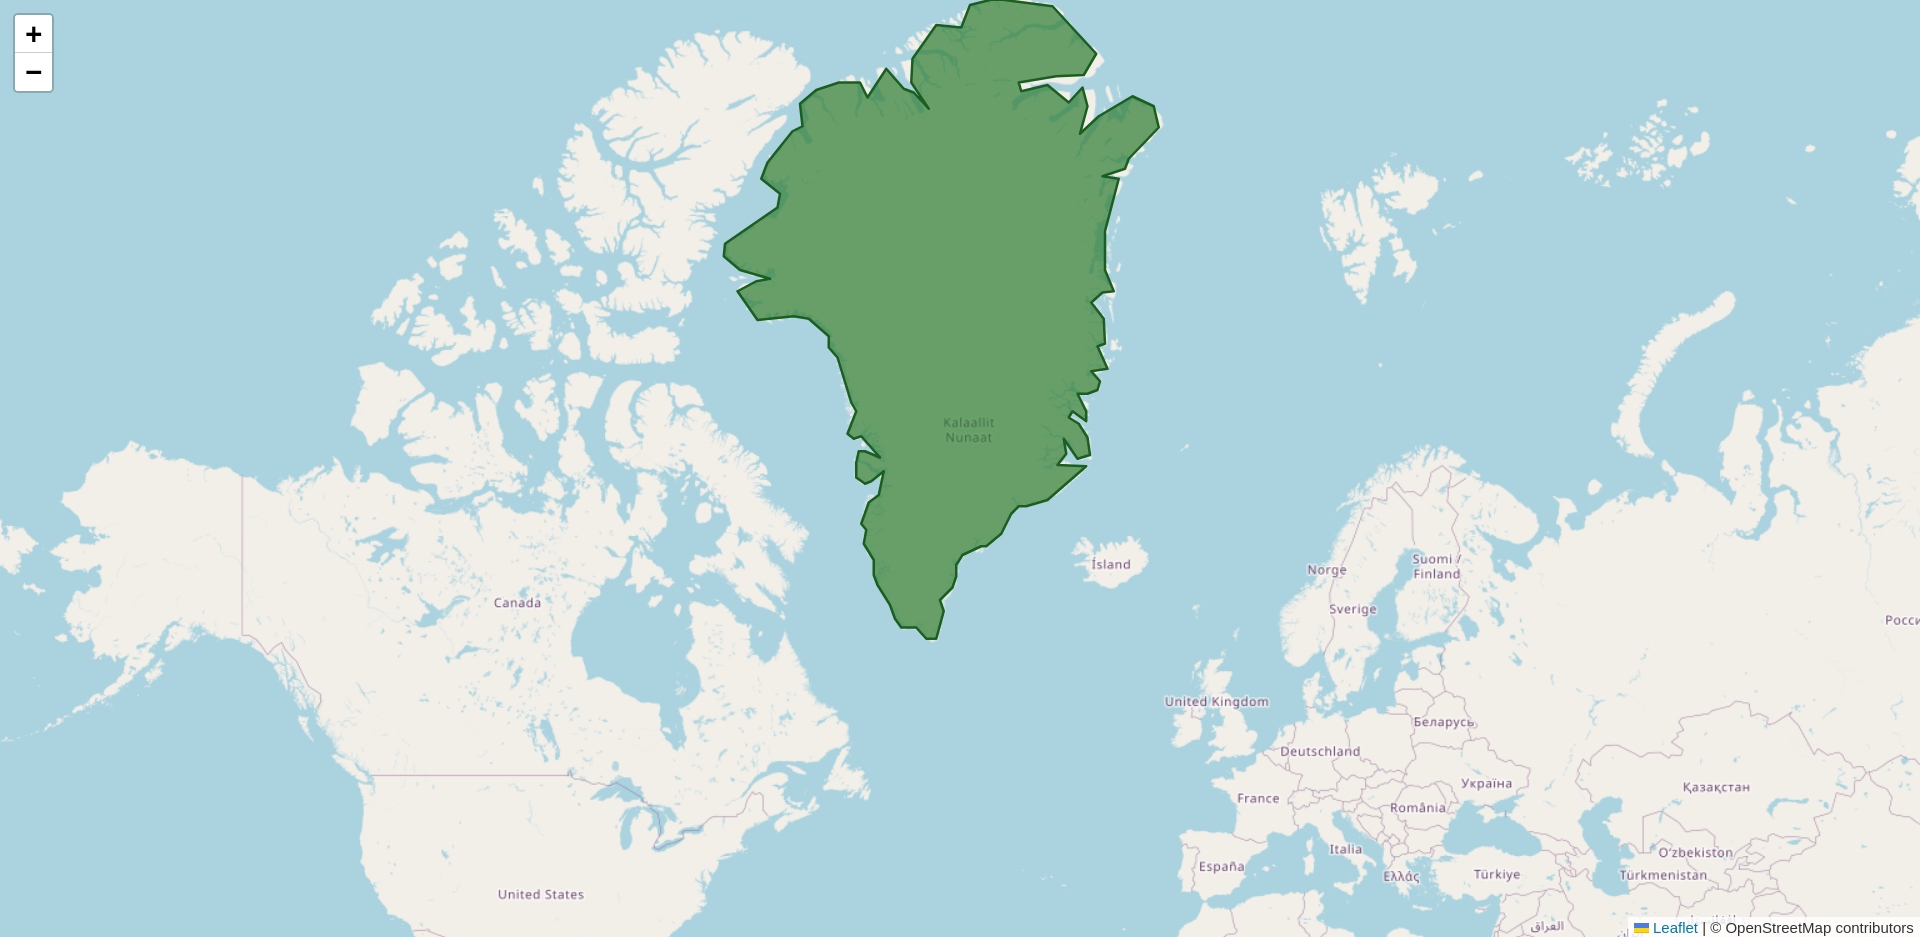 +
−
Kalaallit
Nunaat
Ísland
Norge
Suomi /
Finland
Canada
Sverige
Росси
United Kingdom
Беларусь
Deutschland
Україна
Қазақстан
France
România
Italia
O'zbekiston
España
Ελλάς
Türkiye
Türkmenistan
United States
العراق
Leaflet | © OpenStreetMap contributors